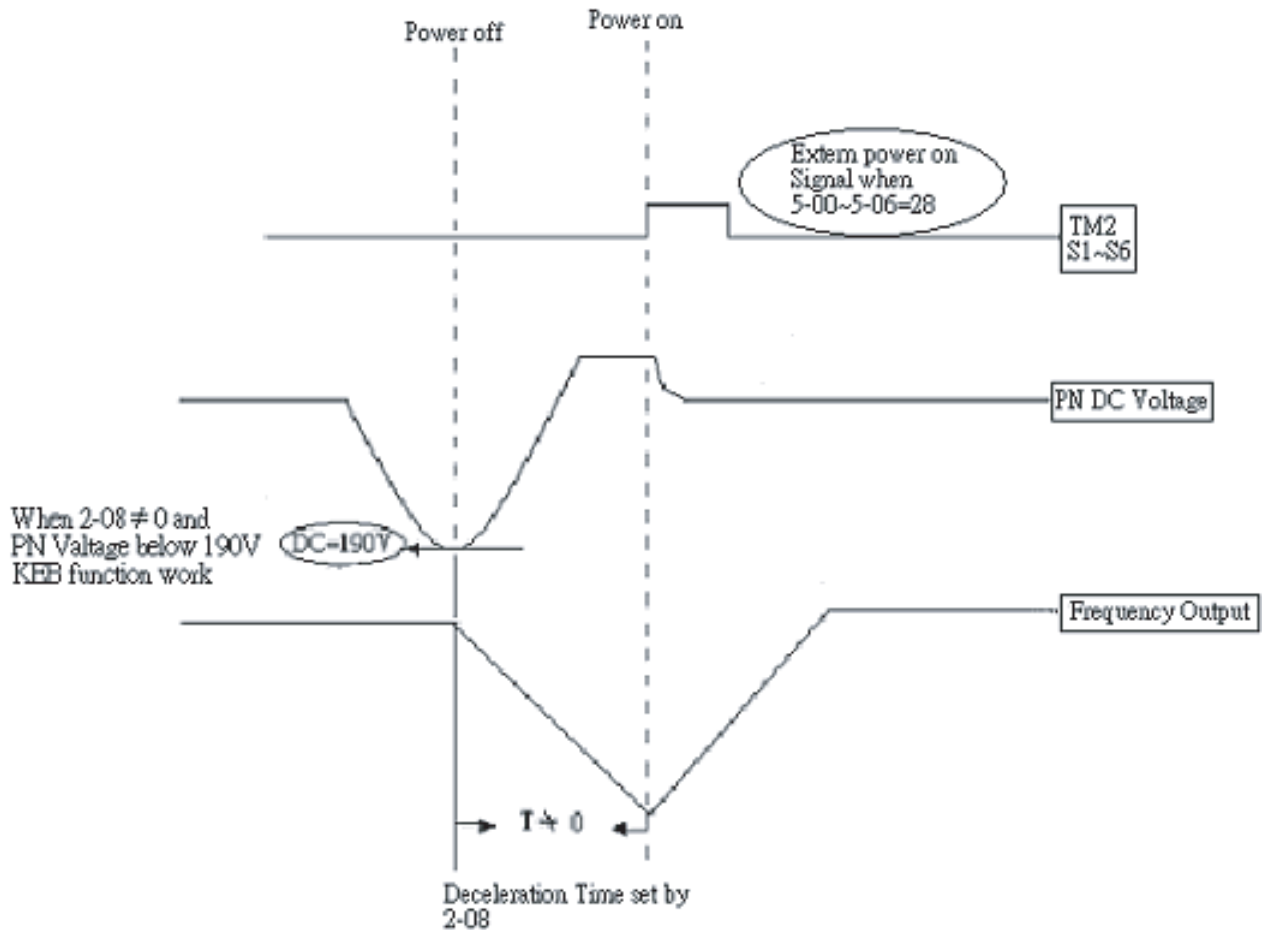 Power off
Power on
Extern power on
Signal when
5-00~5-06=28
TM2
S1~S6
PN DC Voltage
When 2-08 ≠ 0 and
PN Valtage below 190V
KEB function work
DC=190V
Frequency Output
T ≠ 0
Deceleration Time set by
2-08